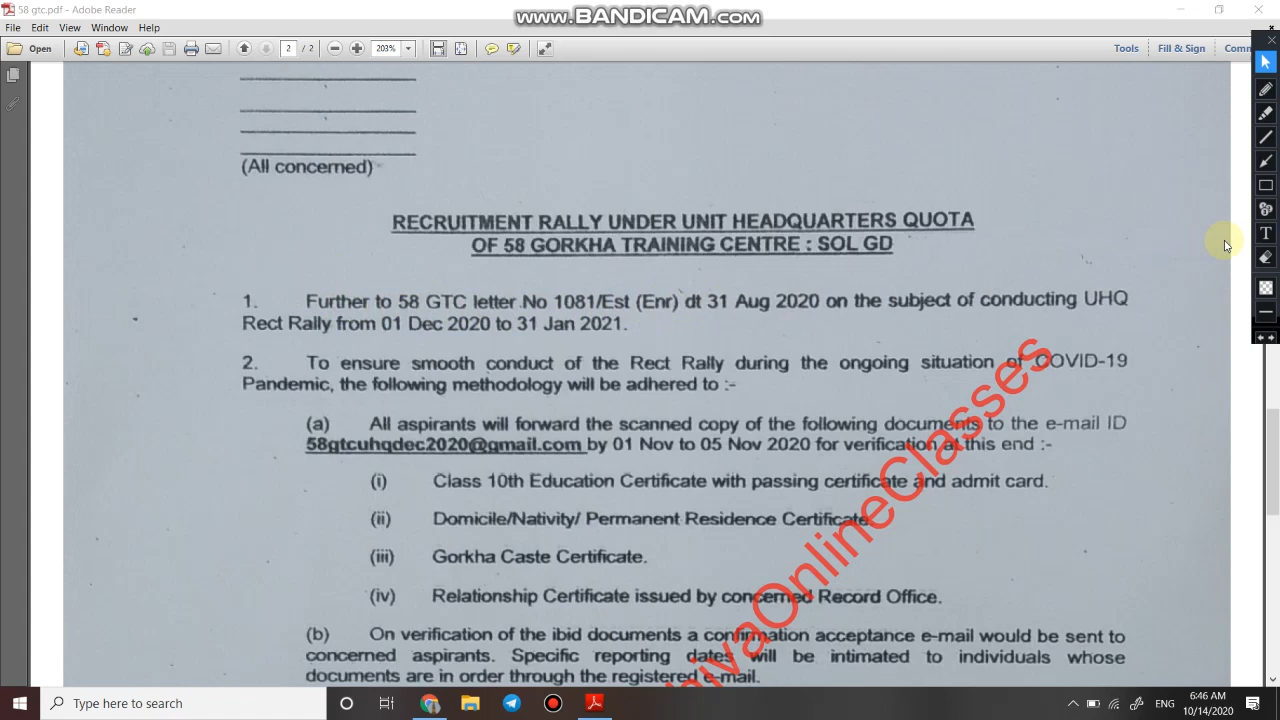 58 gtc.pdf - Adobe Reader
www.BANDICAM.com
File Edit View Window Help
Open 2 / 2 203% Tools Fill & Sign Comm
(All concerned)
RECRUITMENT RALLY UNDER UNIT HEADQUARTERS QUOTA
OF 58 GORKHA TRAINING CENTRE : SOL GD
1. Further to 58 GTC letter No 1081/Est (Enr) dt 31 Aug 2020 on the subject of conducting UHQ
Rect Rally from 01 Dec 2020 to 31 Jan 2021.
2. To ensure smooth conduct of the Rect Rally during the ongoing situation of COVID-19
Pandemic, the following methodology will be adhered to :-
(a) All aspirants will forward the scanned copy of the following documents to the e-mail ID
58gtcuhqdec2020@gmail.com by 01 Nov to 05 Nov 2020 for verification at this end :-
(i) Class 10th Education Certificate with passing certificate and admit card.
(ii) Domicile/Nativity/ Permanent Residence Certificate.
(iii) Gorkha Caste Certificate.
(iv) Relationship Certificate issued by concerned Record Office.
(b) On verification of the ibid documents a confirmation acceptance e-mail would be sent to
concerned aspirants. Specific reporting dates will be intimated to individuals whose
documents are in order through the registered e-mail.
Type here to search
ENG
6:46 AM
10/14/2020